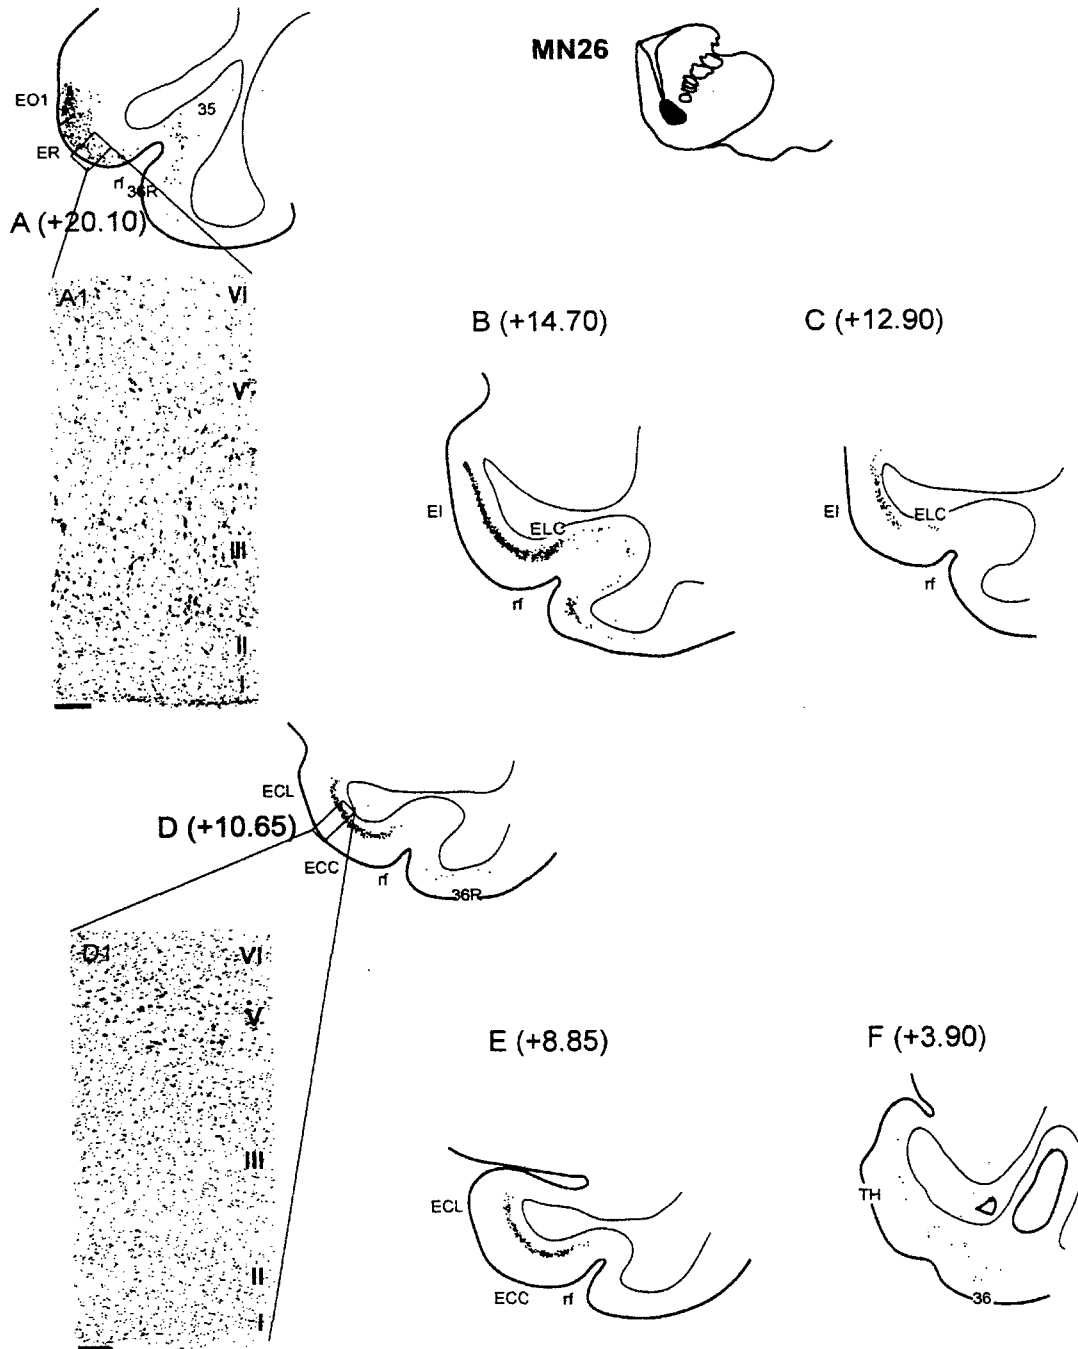 MN26
EO1
35
ER
rf
36R
A (+20.10)
A1
VI
V
III
II
I
B (+14.70)
C (+12.90)
EI
ELC
rf
EI
ELC
rf
ECL
D (+10.65)
ECC
rf
36R
D1
VI
V
III
II
I
E (+8.85)
F (+3.90)
ECL
ECC
rf
TH
36